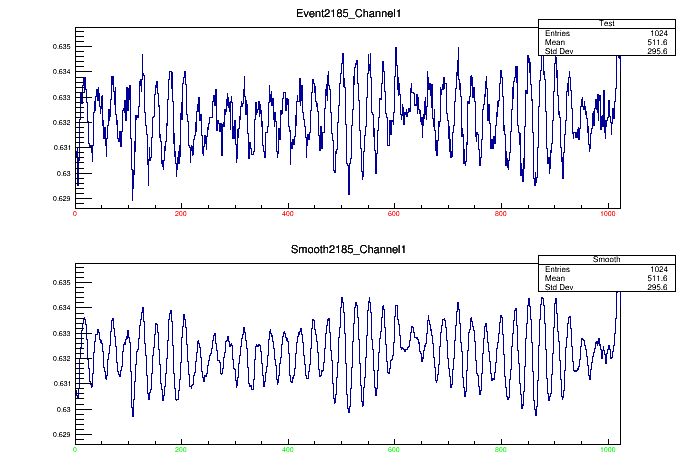 Event2185_Channel1
Test
Entries 1024
Mean 511.6
Std Dev 295.6
0.635
0.634
0.633
0.632
0.631
0.63
0.629
0 200 400 600 800 1000
Smooth2185_Channel1
Smooth
Entries 1024
Mean 511.6
Std Dev 295.6
0.635
0.634
0.633
0.632
0.631
0.63
0.629
0 200 400 600 800 1000